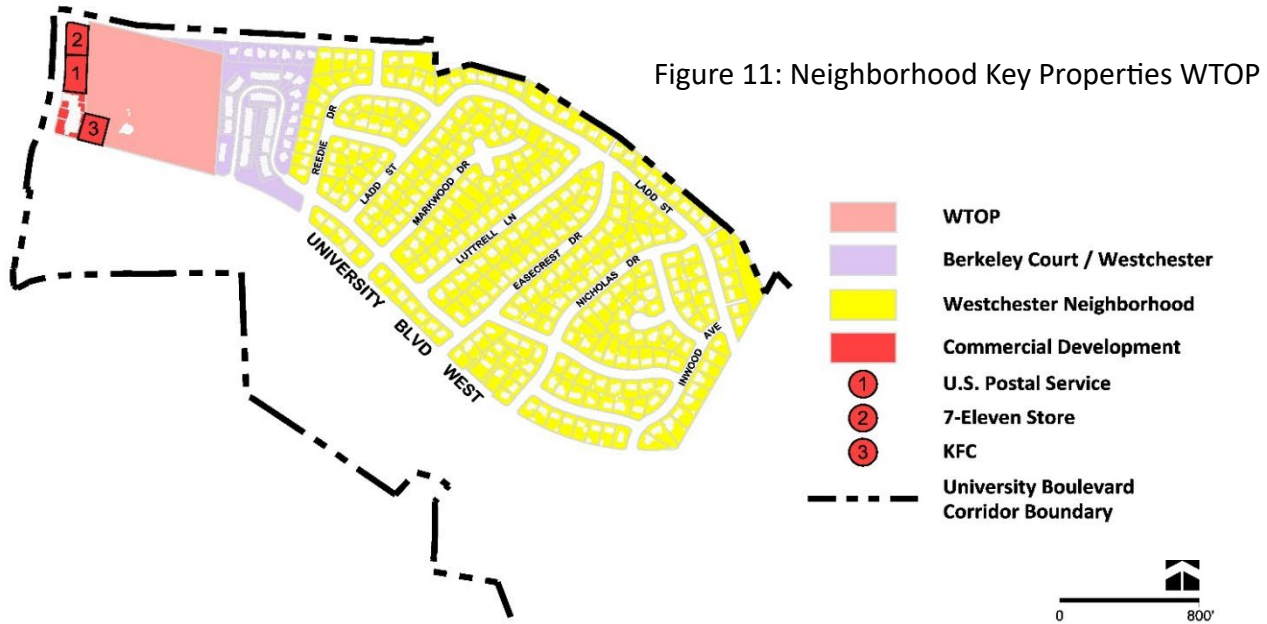 Figure 11: Neighborhood Key Properties WTOP
2
1
3
REEDIE DR
LADD ST
MARKWOOD DR
LUTTRELL LN
EASECREST DR
NICHOLAS DR
LADD ST
INWOOD AVE
UNIVERSITY BLVD WEST
WTOP
Berkeley Court / Westchester
Westchester Neighborhood
Commercial Development
1 U.S. Postal Service
2 7-Eleven Store
3 KFC
University Boulevard
Corridor Boundary
0 800'